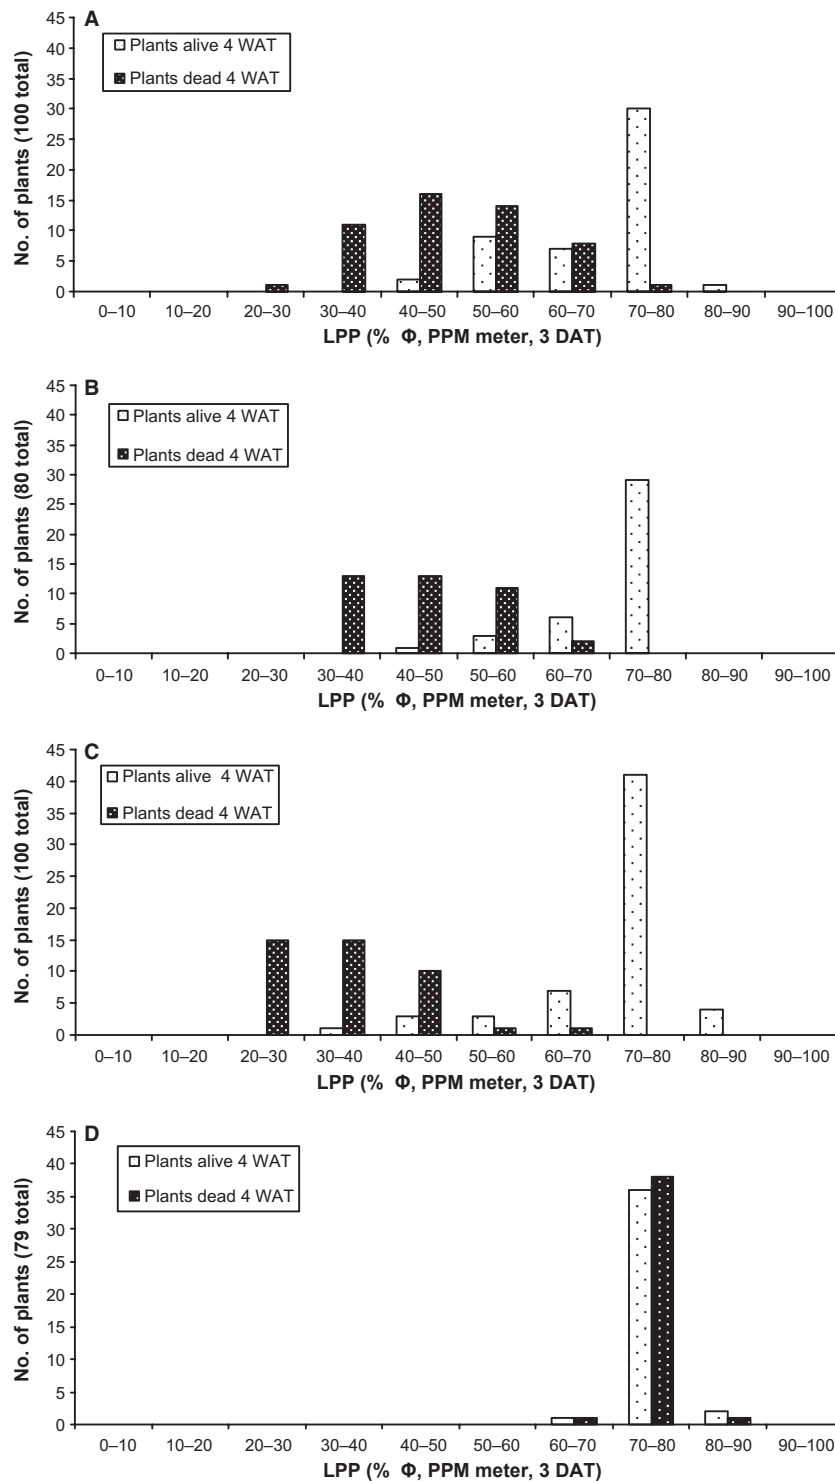 A
Plants alive 4 WAT
Plants dead 4 WAT
No. of plants (100 total)
45
40
35
30
25
20
15
10
5
0
0–10 10–20 20–30 30–40 40–50 50–60 60–70 70–80 80–90 90–100
LPP (% Φ, PPM meter, 3 DAT)
B
Plants alive 4 WAT
Plants dead 4 WAT
No. of plants (80 total)
45
40
35
30
25
20
15
10
5
0
0–10 10–20 20–30 30–40 40–50 50–60 60–70 70–80 80–90 90–100
LPP (% Φ, PPM meter, 3 DAT)
C
Plants alive 4 WAT
Plants dead 4 WAT
No. of plants (100 total)
45
40
35
30
25
20
15
10
5
0
0–10 10–20 20–30 30–40 40–50 50–60 60–70 70–80 80–90 90–100
LPP (% Φ, PPM meter, 3 DAT)
D
Plants alive 4 WAT
Plants dead 4 WAT
No. of plants (79 total)
45
40
35
30
25
20
15
10
5
0
0–10 10–20 20–30 30–40 40–50 50–60 60–70 70–80 80–90 90–100
LPP (% Φ, PPM meter, 3 DAT)